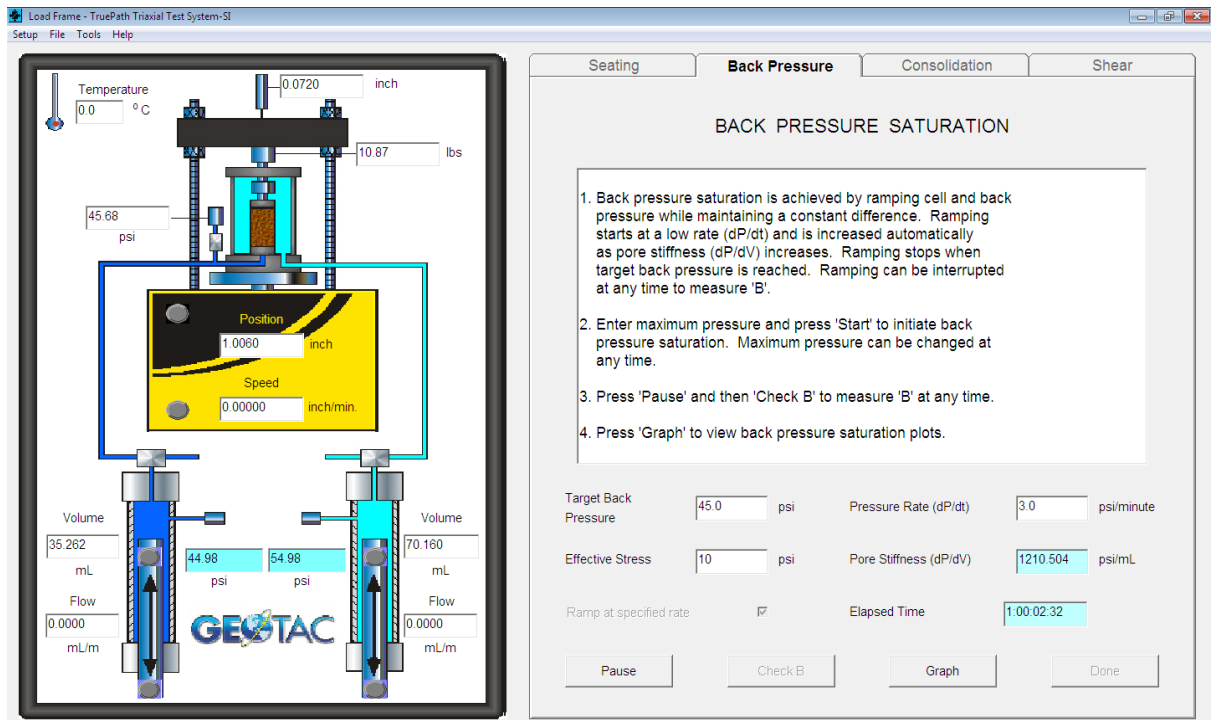 Load Frame - TruePath Triaxial Test System-SI
Setup File Tools Help
Temperature
0.0 ° C
0.0720 inch
10.87 lbs
45.68
psi
Position
1.0060 inch
Speed
0.00000 inch/min.
Volume
35.262
mL
Flow
0.0000
mL/m
44.98
psi
54.98
psi
Volume
70.160
mL
Flow
0.0000
mL/m
GEOTAC
Seating Back Pressure Consolidation Shear
BACK PRESSURE SATURATION
1. Back pressure saturation is achieved by ramping cell and back
pressure while maintaining a constant difference. Ramping
starts at a low rate (dP/dt) and is increased automatically
as pore stiffness (dP/dV) increases. Ramping stops when
target back pressure is reached. Ramping can be interrupted
at any time to measure 'B'.
2. Enter maximum pressure and press 'Start' to initiate back
pressure saturation. Maximum pressure can be changed at
any time.
3. Press 'Pause' and then 'Check B' to measure 'B' at any time.
4. Press 'Graph' to view back pressure saturation plots.
Target Back
Pressure 45.0 psi Pressure Rate (dP/dt) 3.0 psi/minute
Effective Stress 10 psi Pore Stiffness (dP/dV) 1210.504 psi/mL
Ramp at specified rate Elapsed Time 1:00:02:32
Pause Check B Graph Done